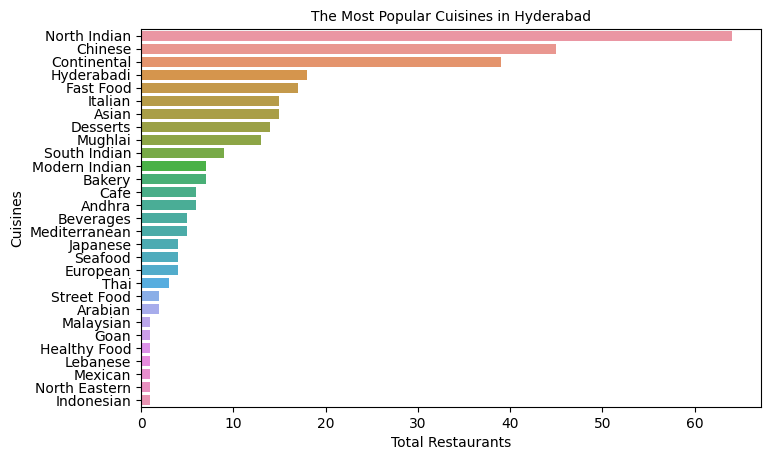 The Most Popular Cuisines in Hyderabad
Cuisines
North Indian
Chinese
Continental
Hyderabadi
Fast Food
Italian
Asian
Desserts
Mughlai
South Indian
Modern Indian
Bakery
Cafe
Andhra
Beverages
Mediterranean
Japanese
Seafood
European
Thai
Street Food
Arabian
Malaysian
Goan
Healthy Food
Lebanese
Mexican
North Eastern
Indonesian
0 10 20 30 40 50 60
Total Restaurants